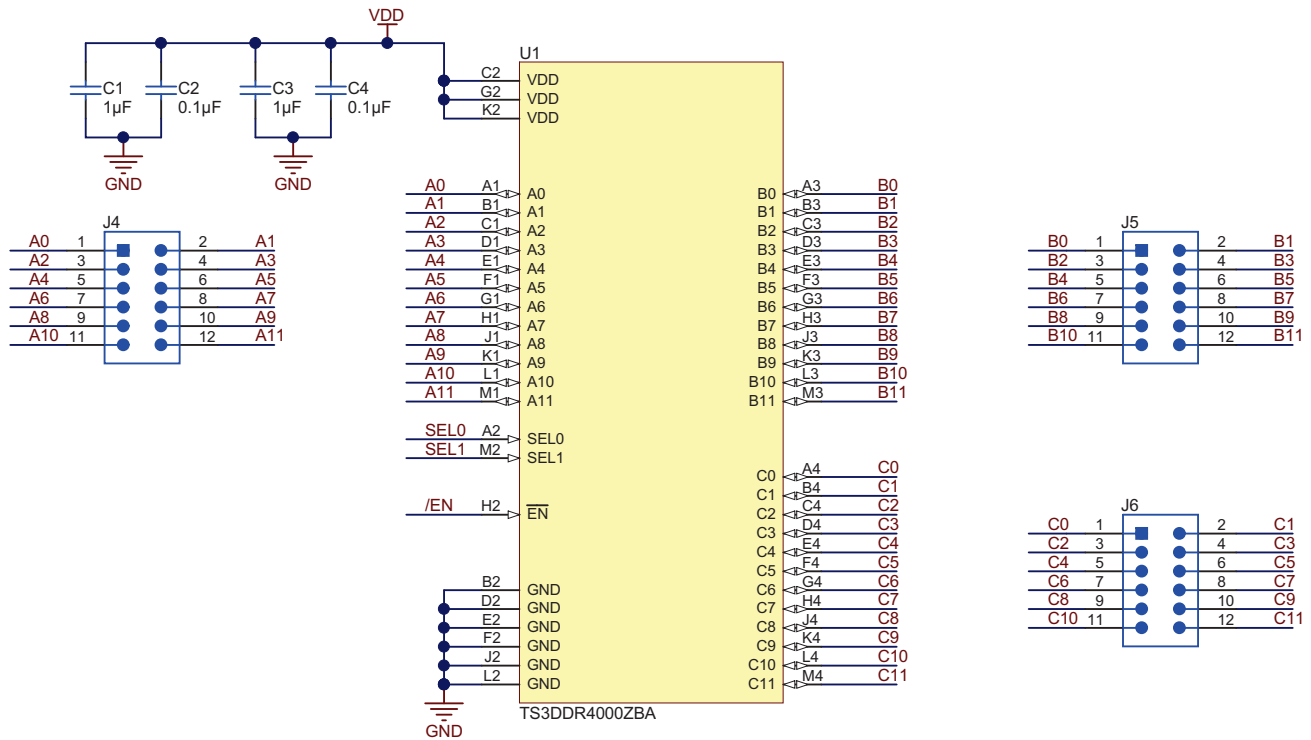 VDD
C1
1µF
C2
0.1µF
C3
1µF
C4
0.1µF
GND
GND
U1
C2 VDD
G2 VDD
K2 VDD
A0 A1 A0
A1 B1 A1
A2 C1 A2
A3 D1 A3
A4 E1 A4
A5 F1 A5
A6 G1 A6
A7 H1 A7
A8 J1 A8
A9 K1 A9
A10 L1 A10
A11 M1 A11
SEL0 A2 SEL0
SEL1 M2 SEL1
/EN H2 EN
B2 GND
D2 GND
E2 GND
F2 GND
J2 GND
L2 GND
GND
B0 A3 B0
B1 B3 B1
B2 C3 B2
B3 D3 B3
B4 E3 B4
B5 F3 B5
B6 G3 B6
B7 H3 B7
B8 J3 B8
B9 K3 B9
B10 L3 B10
B11 M3 B11
C0 A4 C0
C1 B4 C1
C2 C4 C2
C3 D4 C3
C4 E4 C4
C5 F4 C5
C6 G4 C6
C7 H4 C7
C8 J4 C8
C9 K4 C9
C10 L4 C10
C11 M4 C11
TS3DDR4000ZBA
J4
A0 1 2 A1
A2 3 4 A3
A4 5 6 A5
A6 7 8 A7
A8 9 10 A9
A10 11 12 A11
J5
B0 1 2 B1
B2 3 4 B3
B4 5 6 B5
B6 7 8 B7
B8 9 10 B9
B10 11 12 B11
J6
C0 1 2 C1
C2 3 4 C3
C4 5 6 C5
C6 7 8 C7
C8 9 10 C9
C10 11 12 C11